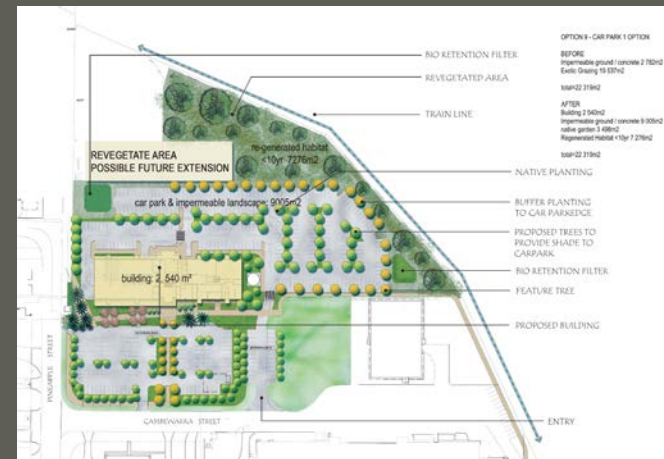 OPTION 9 - CAR PARK 1 OPTION
BEFORE
Impermeable ground / concrete 2 782m2
Exotic Grazing 19 537m2
total=22 319m2
AFTER
Building 2 540m2
Impermeable ground / concrete 9 005m2
native garden 3 498m2
Regenerated Habitat <10yr 7 276m2
total=22 319m2
BIO RETENTION FILTER
REVEGETATED AREA
TRAIN LINE
re-generated habitat
<10yr 7276m2
REVEGETATE AREA
POSSIBLE FUTURE EXTENSION
NATIVE PLANTING
car park & impermeable landscape: 9005m2
BUFFER PLANTING
TO CAR PARKEDGE
PROPOSED TREES TO
PROVIDE SHADE TO
CARPARK
BIO RETENTION FILTER
building: 2 540 m²
FEATURE TREE
PROPOSED BUILDING
PINEAPPLE STREET
ENTRY
STREET